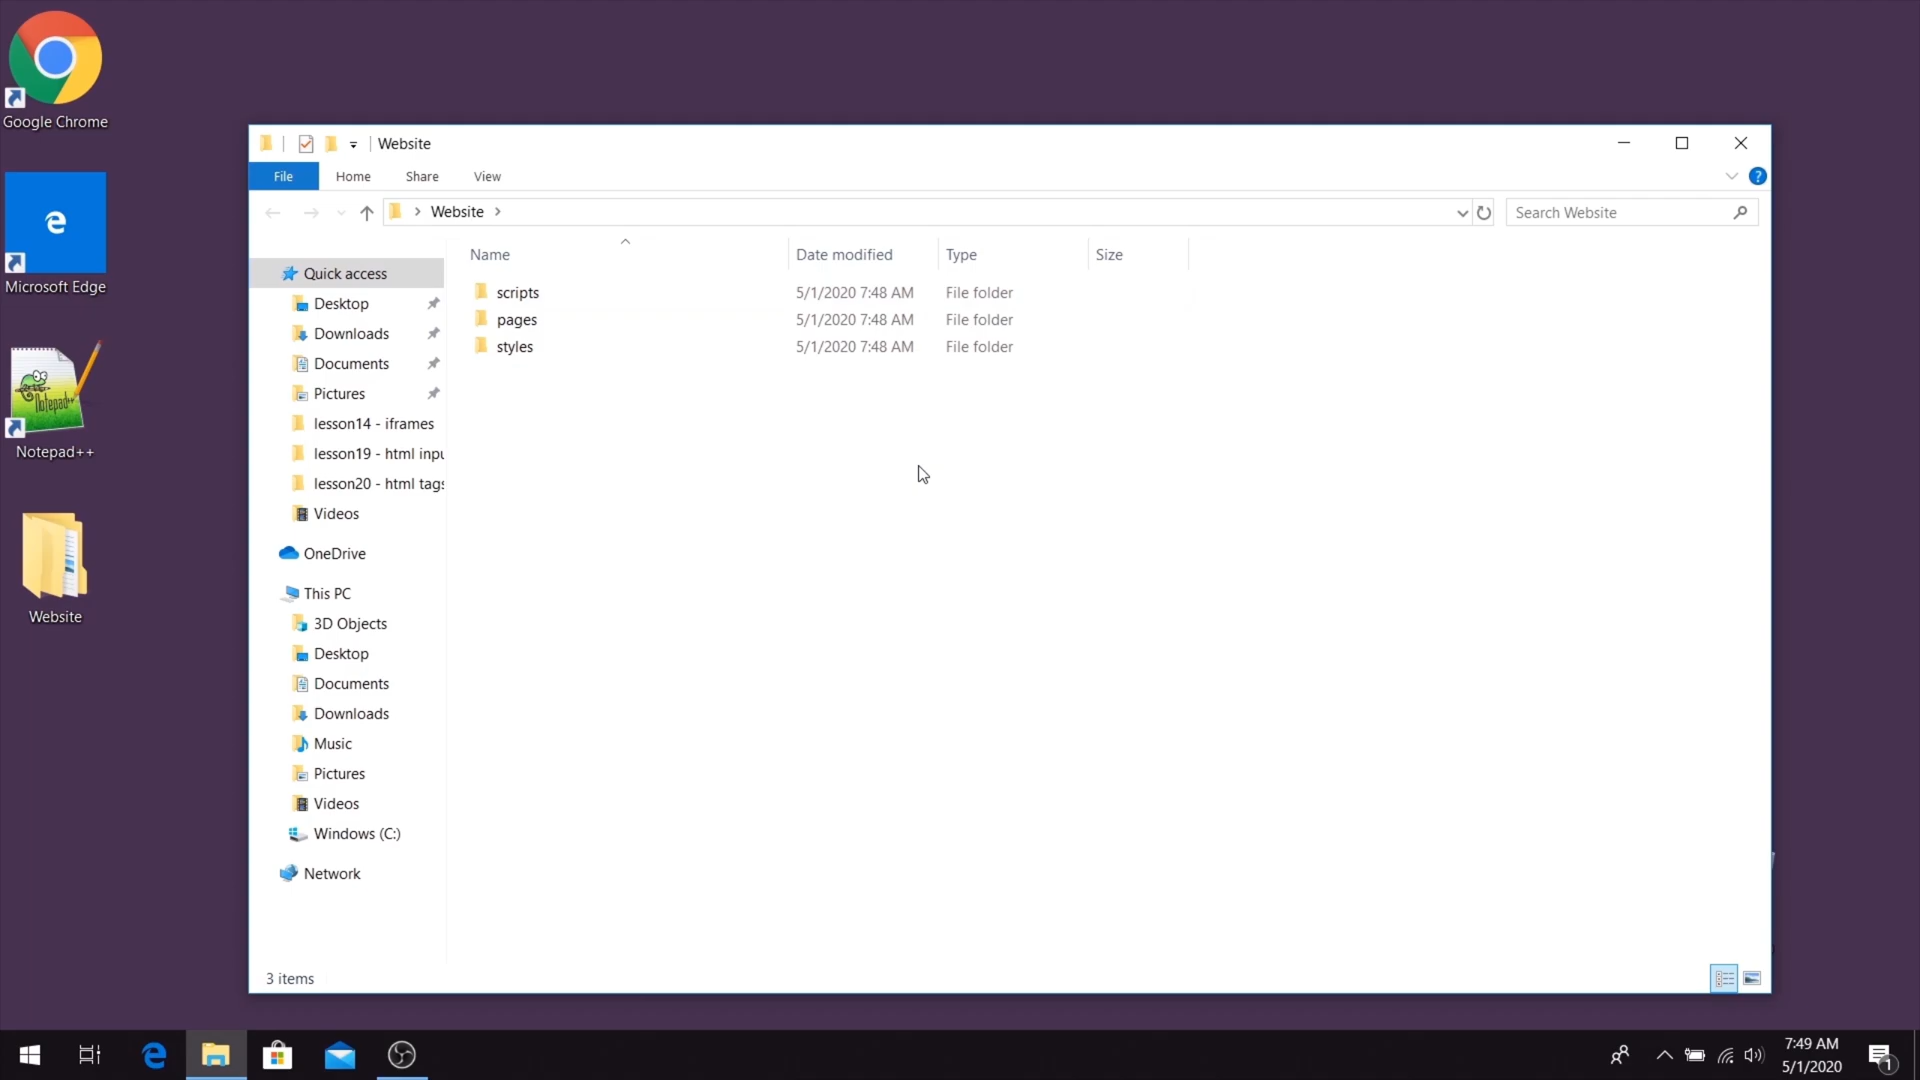 Google Chrome
Microsoft Edge
Notepad++
Notepad++
Website
Website
File
Home
Share
View
?
Website
Search Website
Name
Date modified
Type
Size
scripts
5/1/2020 7:48 AM
File folder
pages
5/1/2020 7:48 AM
File folder
styles
5/1/2020 7:48 AM
File folder
Quick access
Desktop
Downloads
Documents
Pictures
lesson14 - iframes
lesson19 - html inpu
lesson20 - html tags
Videos
OneDrive
This PC
3D Objects
Desktop
Documents
Downloads
Music
Pictures
Videos
Windows (C:)
Network
3 items
7:49 AM
5/1/2020
1